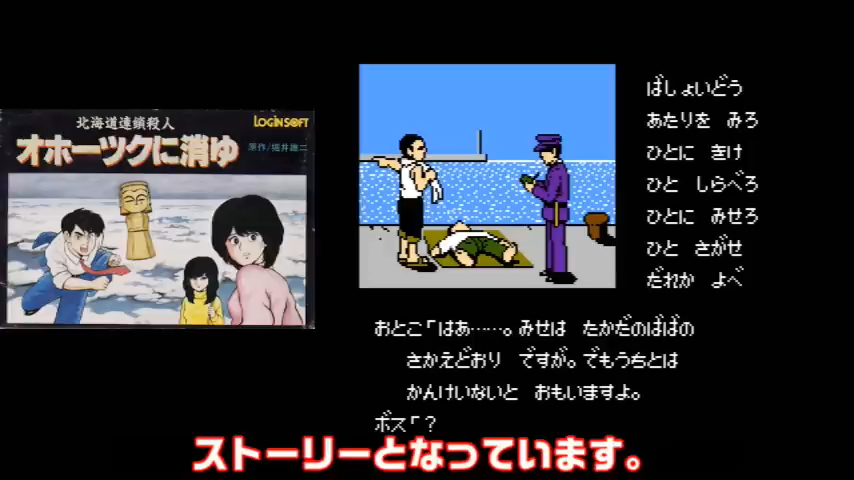 北海道連鎖殺人
LOGiNSOFT
オホーツクに消ゆ
原作/堀井雄二
ばしょいどう
あたりを みろ
ひとに きけ
ひと しらべろ
ひとに みせろ
ひと さがせ
だれか よべ
おとこ「はあ……。みせは たかだのばばの
さかえどおり ですが。でもうちとは
かんけいないと おもいますよ。
ボス「?
ストーリーとなっています。